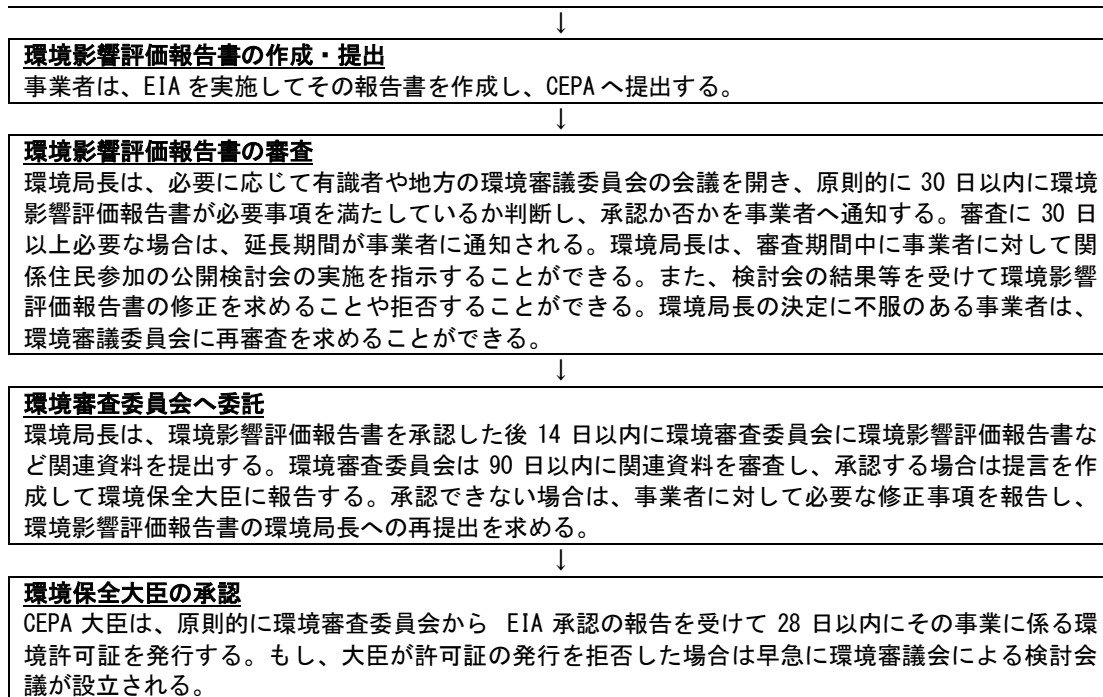 ↓
環境影響評価報告書の作成・提出
事業者は、EIA を実施してその報告書を作成し、CEPA へ提出する。
↓
環境影響評価報告書の審査
環境局長は、必要に応じて有識者や地方の環境審議委員会の会議を開き、原則的に 30 日以内に環境
影響評価報告書が必要事項を満たしているか判断し、承認か否かを事業者へ通知する。審査に 30 日
以上必要な場合は、延長期間が事業者に通知される。環境局長は、審査期間中に事業者に対して関
係住民参加の公開検討会の実施を指示することができる。また、検討会の結果等を受けて環境影響
評価報告書の修正を求めることや拒否することができる。環境局長の決定に不服のある事業者は、
環境審議委員会に再審査を求めることができる。
↓
環境審査委員会へ委託
環境局長は、環境影響評価報告書を承認した後 14 日以内に環境審査委員会に環境影響評価報告書な
ど関連資料を提出する。環境審査委員会は 90 日以内に関連資料を審査し、承認する場合は提言を作
成して環境保全大臣に報告する。承認できない場合は、事業者に対して必要な修正事項を報告し、
環境影響評価報告書の環境局長への再提出を求める。
↓
環境保全大臣の承認
CEPA 大臣は、原則的に環境審査委員会から EIA 承認の報告を受けて 28 日以内にその事業に係る環
境許可証を発行する。もし、大臣が許可証の発行を拒否した場合は早急に環境審議会による検討会
議が設立される。